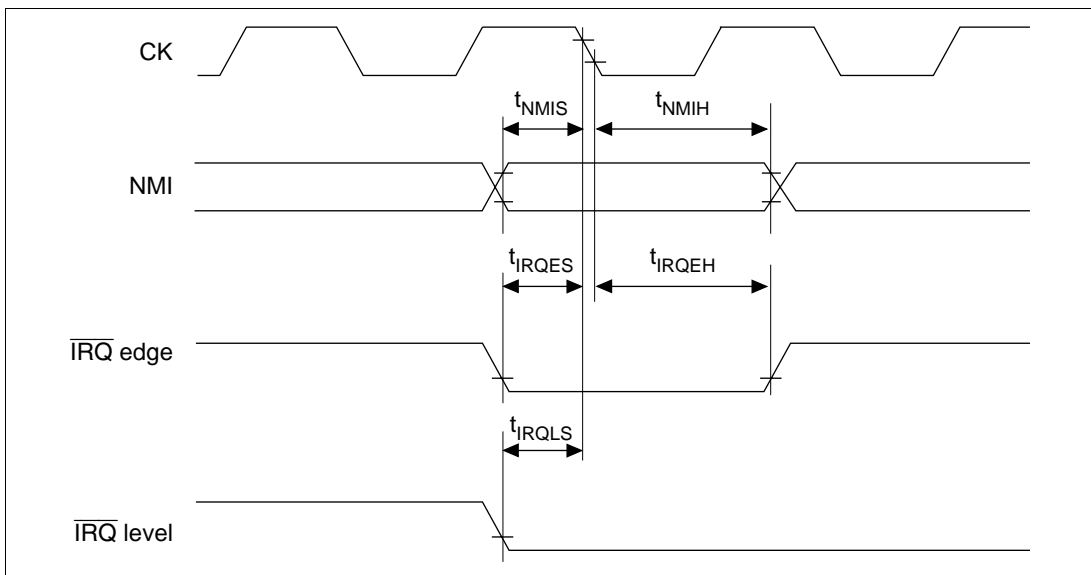 CK
tNMIS
tNMIH
NMI
tIRQES
tIRQEH
IRQ edge
tIRQLS
IRQ level